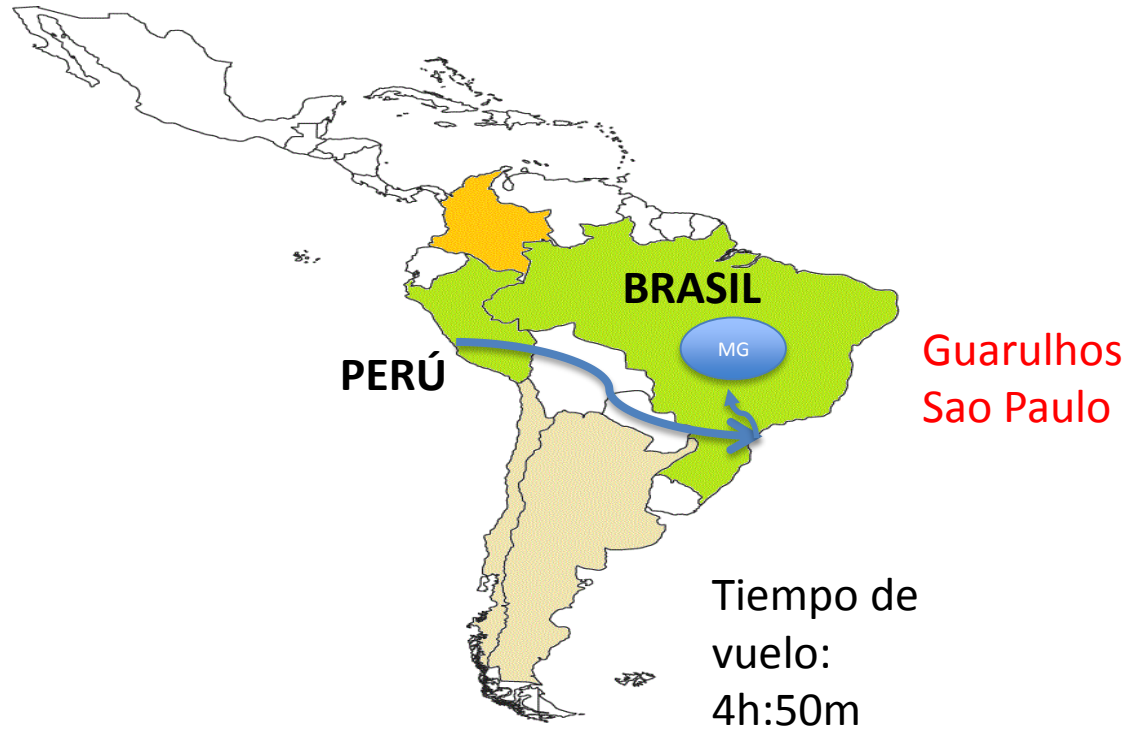 BRASIL
MG
PERÚ
Guarulhos
Sao Paulo
Tiempo de
vuelo:
4h:50m